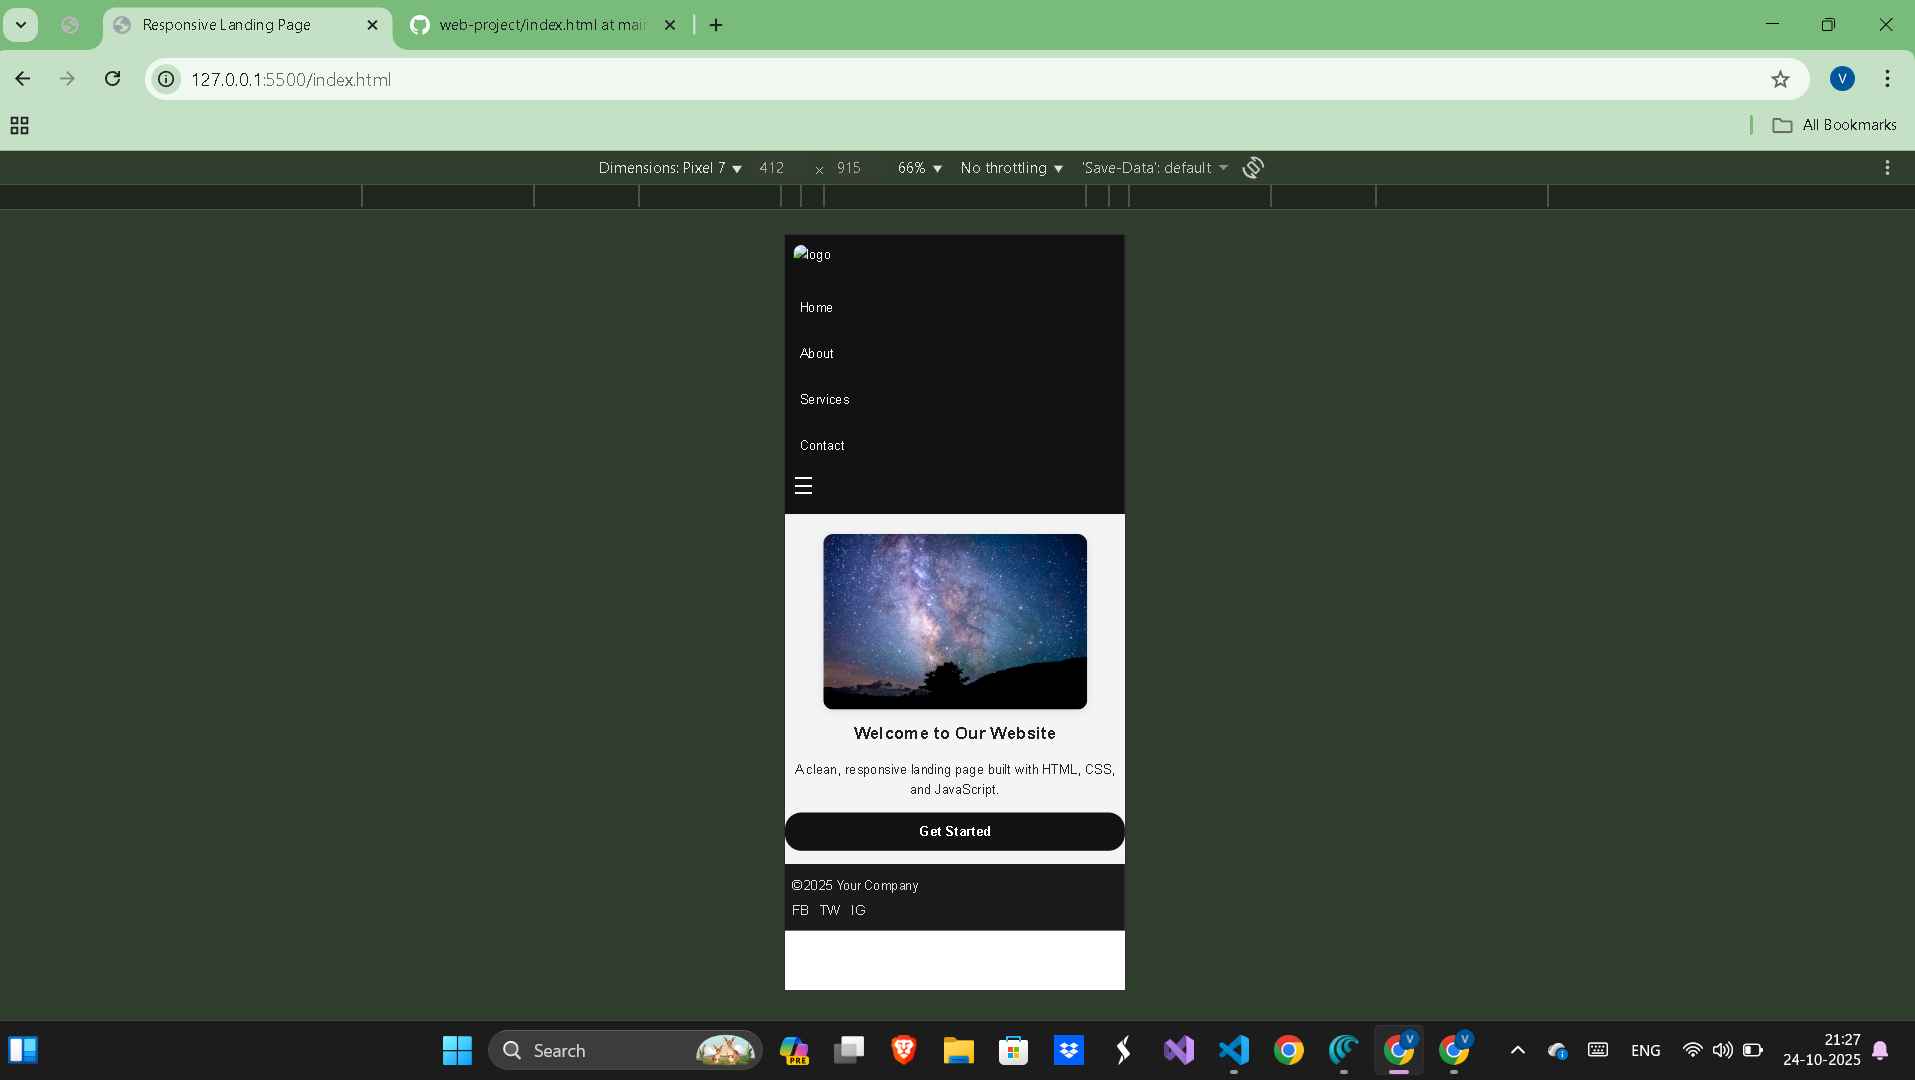 Responsive Landing Page
web-project/index.html at main
127.0.0.1:5500/index.html
V
All Bookmarks
Dimensions: Pixel 7 412 × 915 66% No throttling 'Save-Data': default
logo
Home
About
Services
Contact
Welcome to Our Website
A clean, responsive landing page built with HTML, CSS,
and JavaScript.
Get Started
©2025 Your Company
FB TW IG
Search
PRE
V
V
ENG
21:27
24-10-2025